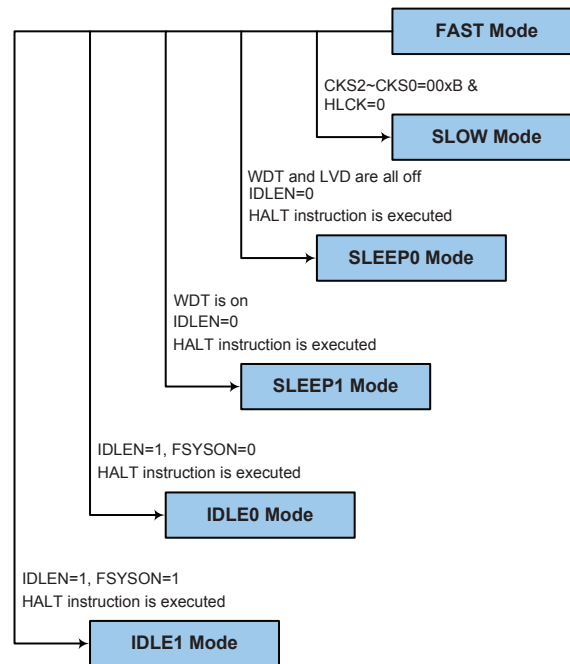 FAST Mode
CKS2~CKS0=00xB &
HLCK=0
SLOW Mode
WDT and LVD are all off
IDLEN=0
HALT instruction is executed
SLEEP0 Mode
WDT is on
IDLEN=0
HALT instruction is executed
SLEEP1 Mode
IDLEN=1, FSYSON=0
HALT instruction is executed
IDLE0 Mode
IDLEN=1, FSYSON=1
HALT instruction is executed
IDLE1 Mode